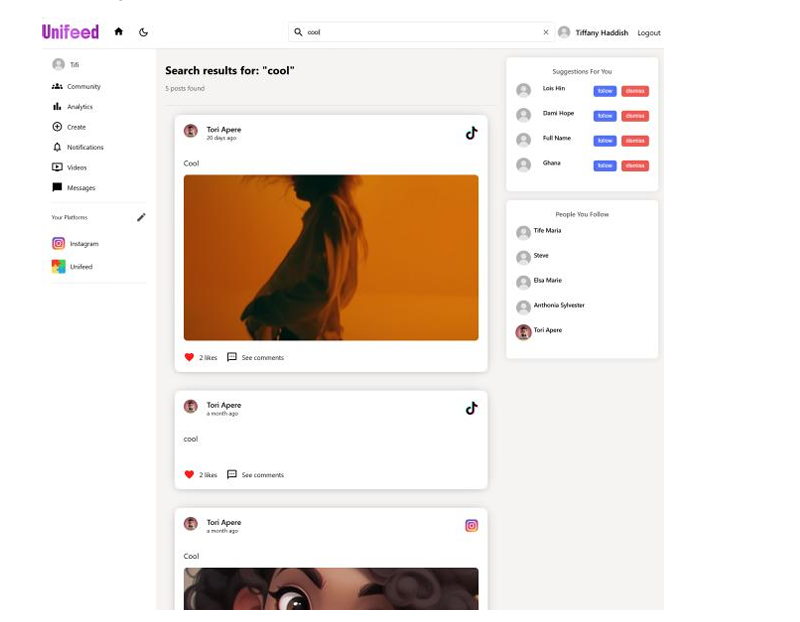 Unifeed
cool
×
Tiffany Haddish
Logout
Tifi
Community
Analytics
Create
Notifications
Videos
Messages
Your Platforms
Instagram
Unifeed
Search results for: "cool"
5 posts found
Tori Apere
20 days ago
Cool
2 likes
See comments
Tori Apere
a month ago
cool
2 likes
See comments
Tori Apere
a month ago
Cool
Suggestions For You
Lois Hin
follow
dismiss
Dami Hope
follow
dismiss
Full Name
follow
dismiss
Ghana
follow
dismiss
People You Follow
Tife Maria
Steve
Elsa Marie
Anthonia Sylvester
Tori Apere